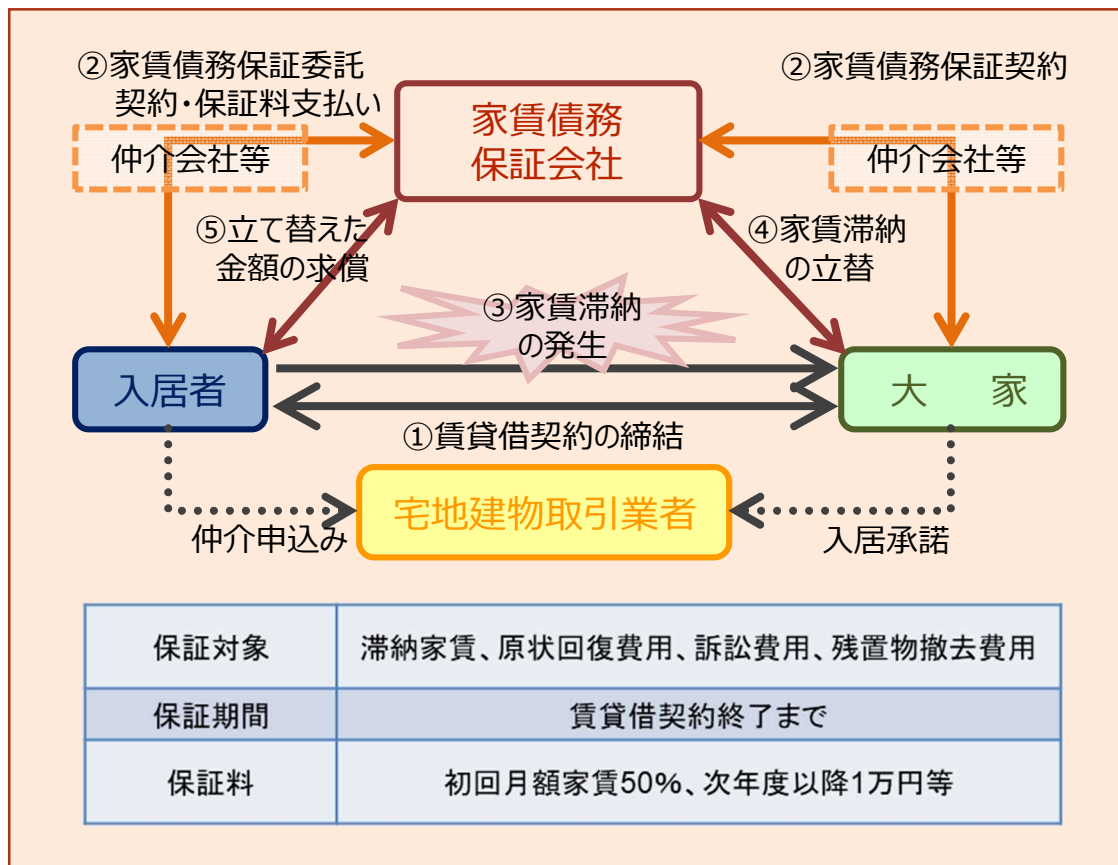 ②家賃債務保証委託
契約・保証料支払い
②家賃債務保証契約
家賃債務
保証会社
仲介会社等
仲介会社等
⑤立て替えた
金額の求償
④家賃滞納
の立替
③家賃滞納
の発生
入居者
大　家
①賃貸借契約の締結
宅地建物取引業者
仲介申込み
入居承諾
保証対象 滞納家賃、原状回復費用、訴訟費用、残置物撤去費用
保証期間 賃貸借契約終了まで
保証料 初回月額家賃50%、次年度以降1万円等